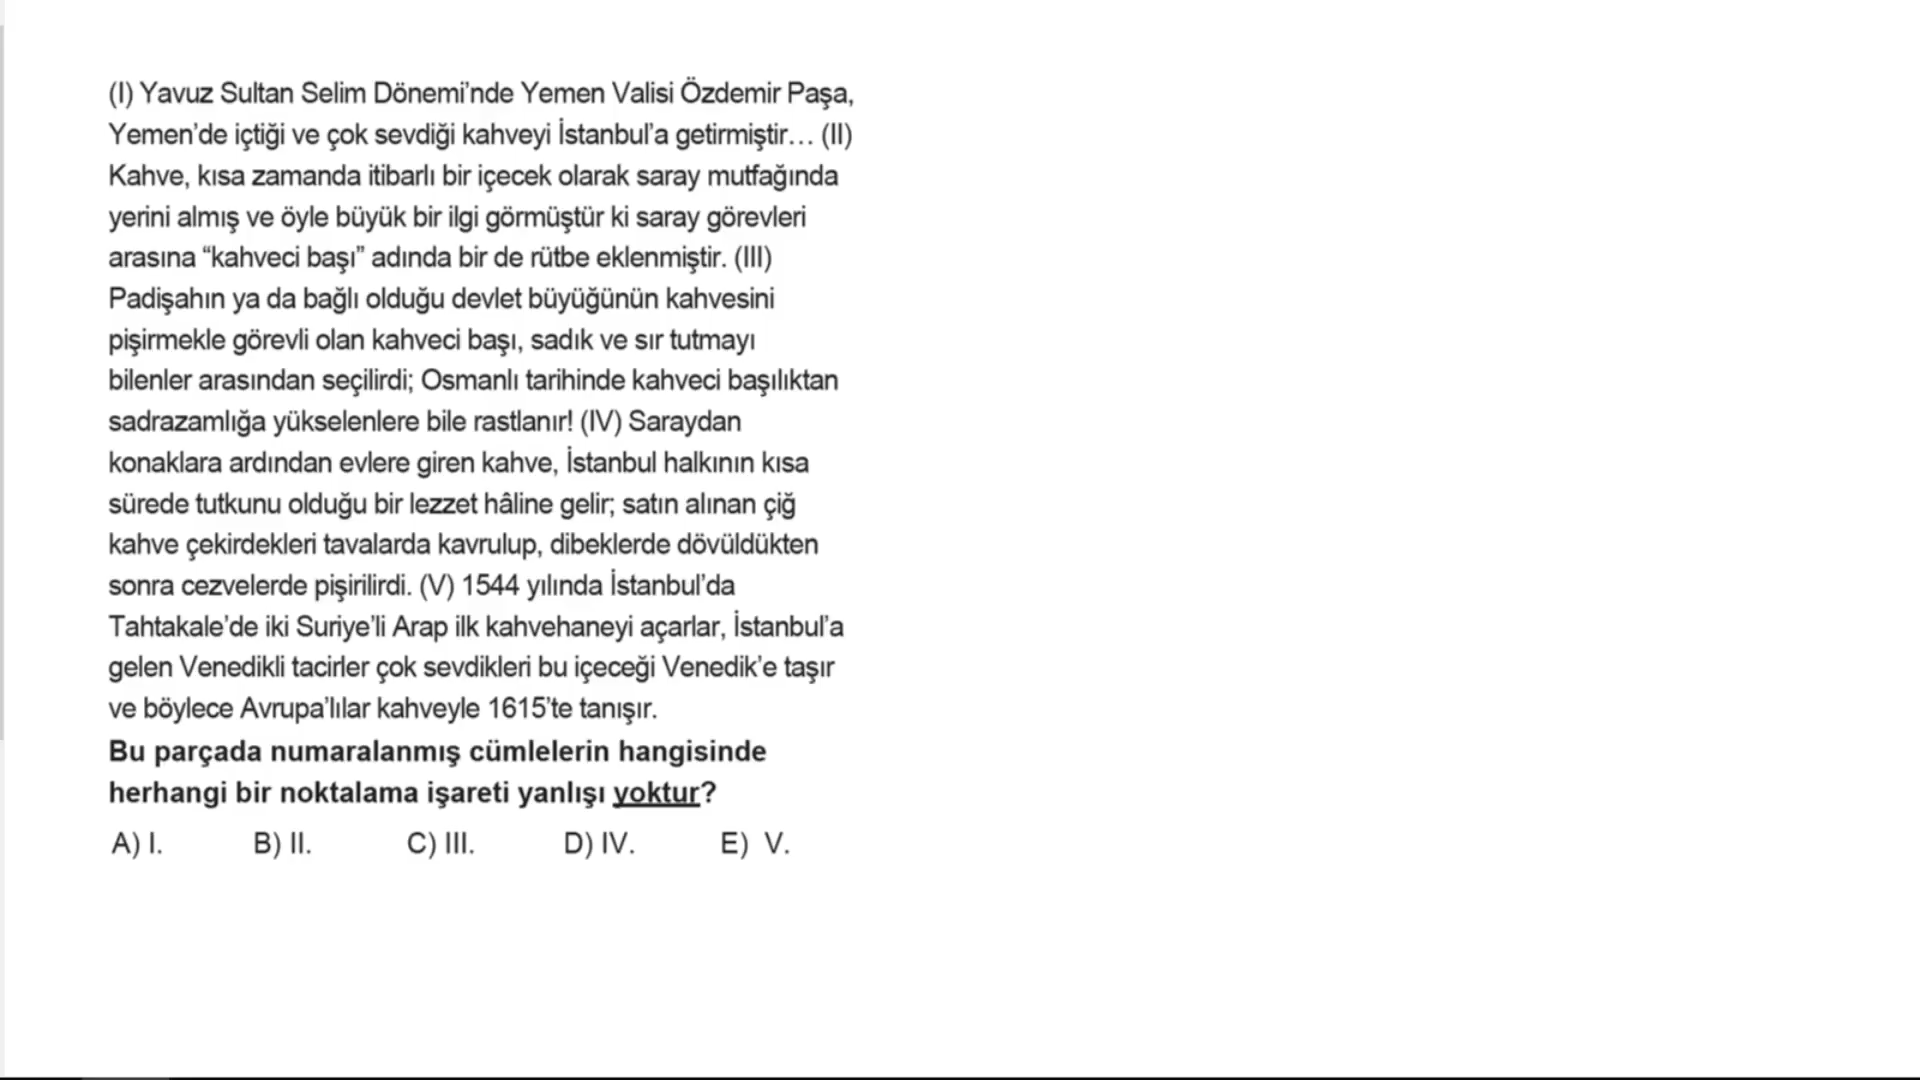 (I) Yavuz Sultan Selim Dönemi’nde Yemen Valisi Özdemir Paşa,
Yemen’de içtiği ve çok sevdiği kahveyi İstanbul’a getirmiştir… (II)
Kahve, kısa zamanda itibarlı bir içecek olarak saray mutfağında
yerini almış ve öyle büyük bir ilgi görmüştür ki saray görevleri
arasına “kahveci başı” adında bir de rütbe eklenmiştir. (III)
Padişahın ya da bağlı olduğu devlet büyüğünün kahvesini
pişirmekle görevli olan kahveci başı, sadık ve sır tutmayı
bilenler arasından seçilirdi; Osmanlı tarihinde kahveci başılıktan
sadrazamlığa yükselenlere bile rastlanır! (IV) Saraydan
konaklara ardından evlere giren kahve, İstanbul halkının kısa
sürede tutkunu olduğu bir lezzet hâline gelir; satın alınan çiğ
kahve çekirdekleri tavalarda kavrulup, dibeklerde dövüldükten
sonra cezvelerde pişirilirdi. (V) 1544 yılında İstanbul’da
Tahtakale’de iki Suriye’li Arap ilk kahvehaneyi açarlar, İstanbul’a
gelen Venedikli tacirler çok sevdikleri bu içeceği Venedik’e taşır
ve böylece Avrupa’lılar kahveyle 1615’te tanışır.
Bu parçada numaralanmış cümlelerin hangisinde
herhangi bir noktalama işareti yanlışı yoktur?
A) I. B) II. C) III. D) IV. E) V.